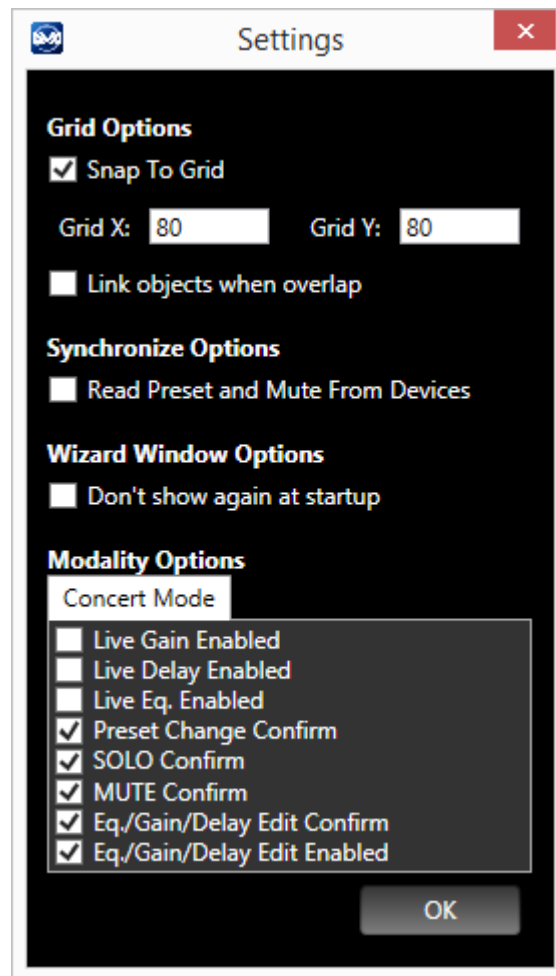 Settings
Grid Options
Snap To Grid
Grid X: 80 Grid Y: 80
Link objects when overlap
Synchronize Options
Read Preset and Mute From Devices
Wizard Window Options
Don't show again at startup
Modality Options
Concert Mode
Live Gain Enabled
Live Delay Enabled
Live Eq. Enabled
Preset Change Confirm
SOLO Confirm
MUTE Confirm
Eq./Gain/Delay Edit Confirm
Eq./Gain/Delay Edit Enabled
OK